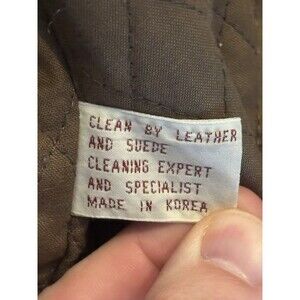 CLEAN BY LEATHER
AND SUEDE
CLEANING EXPERT
AND SPECIALIST
MADE IN KOREA